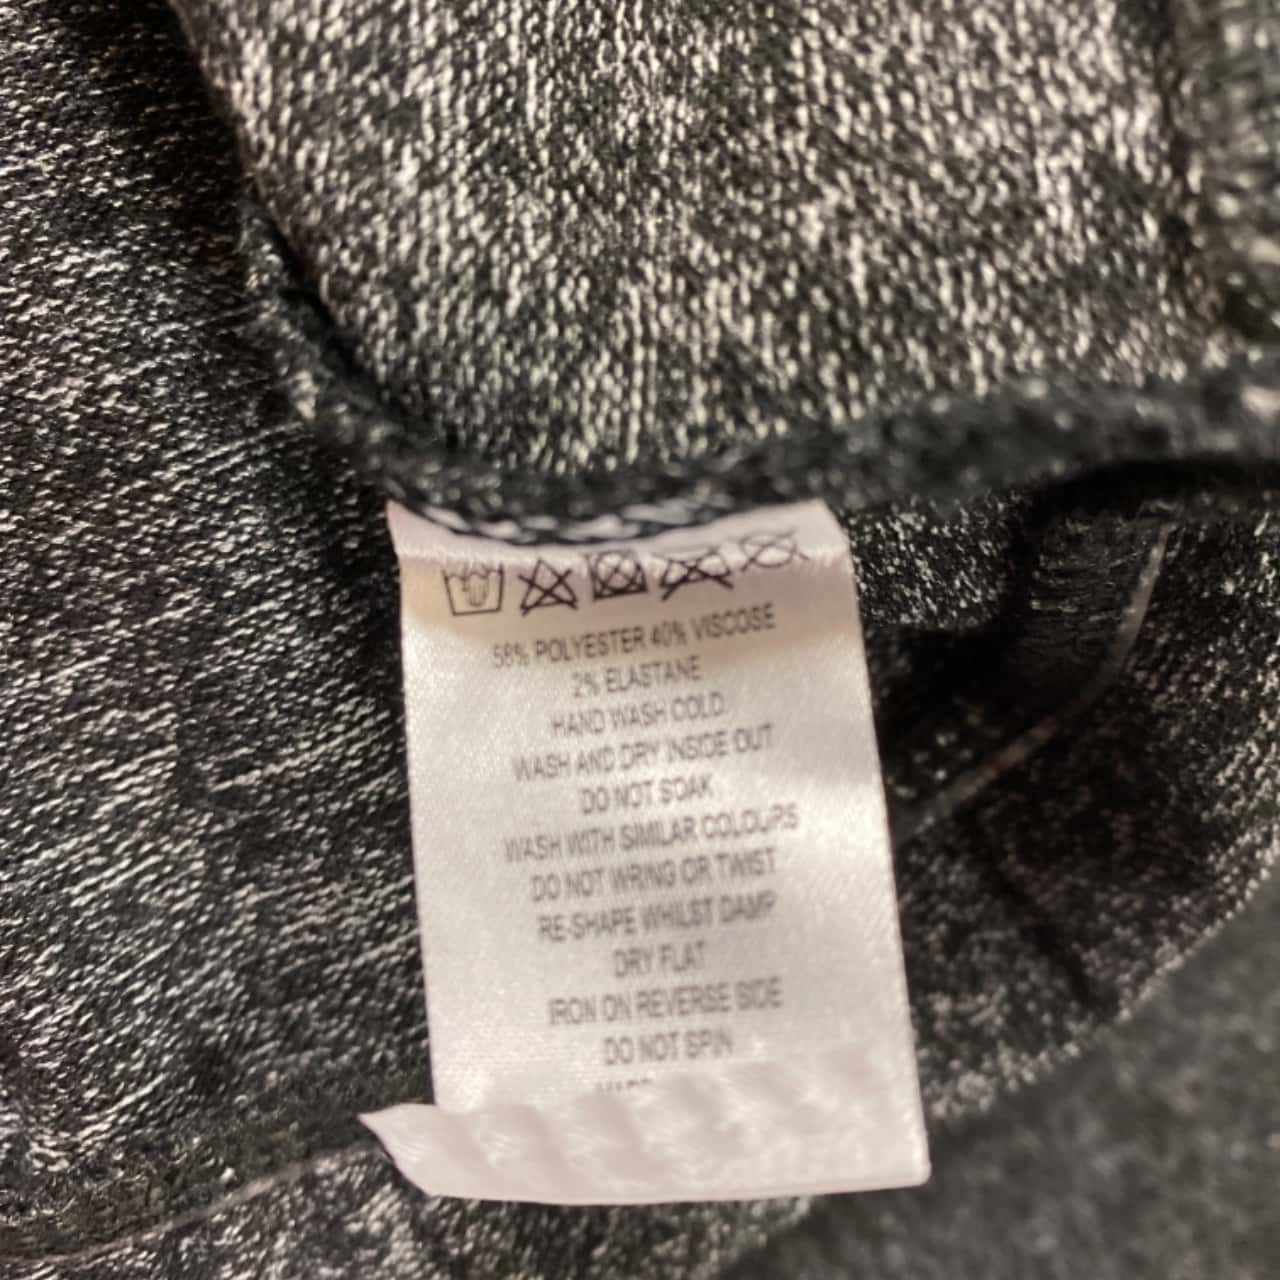 58% POLYESTER 40% VISCOSE
2% ELASTANE
HAND WASH COLD
WASH AND DRY INSIDE OUT
DO NOT SOAK
WASH WITH SIMILAR COLOURS
DO NOT WRING OR TWIST
RE-SHAPE WHILST DAMP
DRY FLAT
IRON ON REVERSE SIDE
DO NOT SPIN